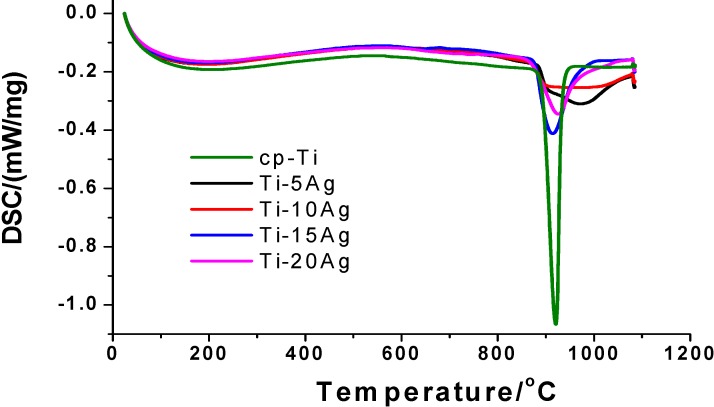 0.0
-0.2
-0.4
-0.6
-0.8
-1.0
DSC/(mW/mg)
cp-Ti
Ti-5Ag
Ti-10Ag
Ti-15Ag
Ti-20Ag
0 200 400 600 800 1000 1200
Temperature/°C